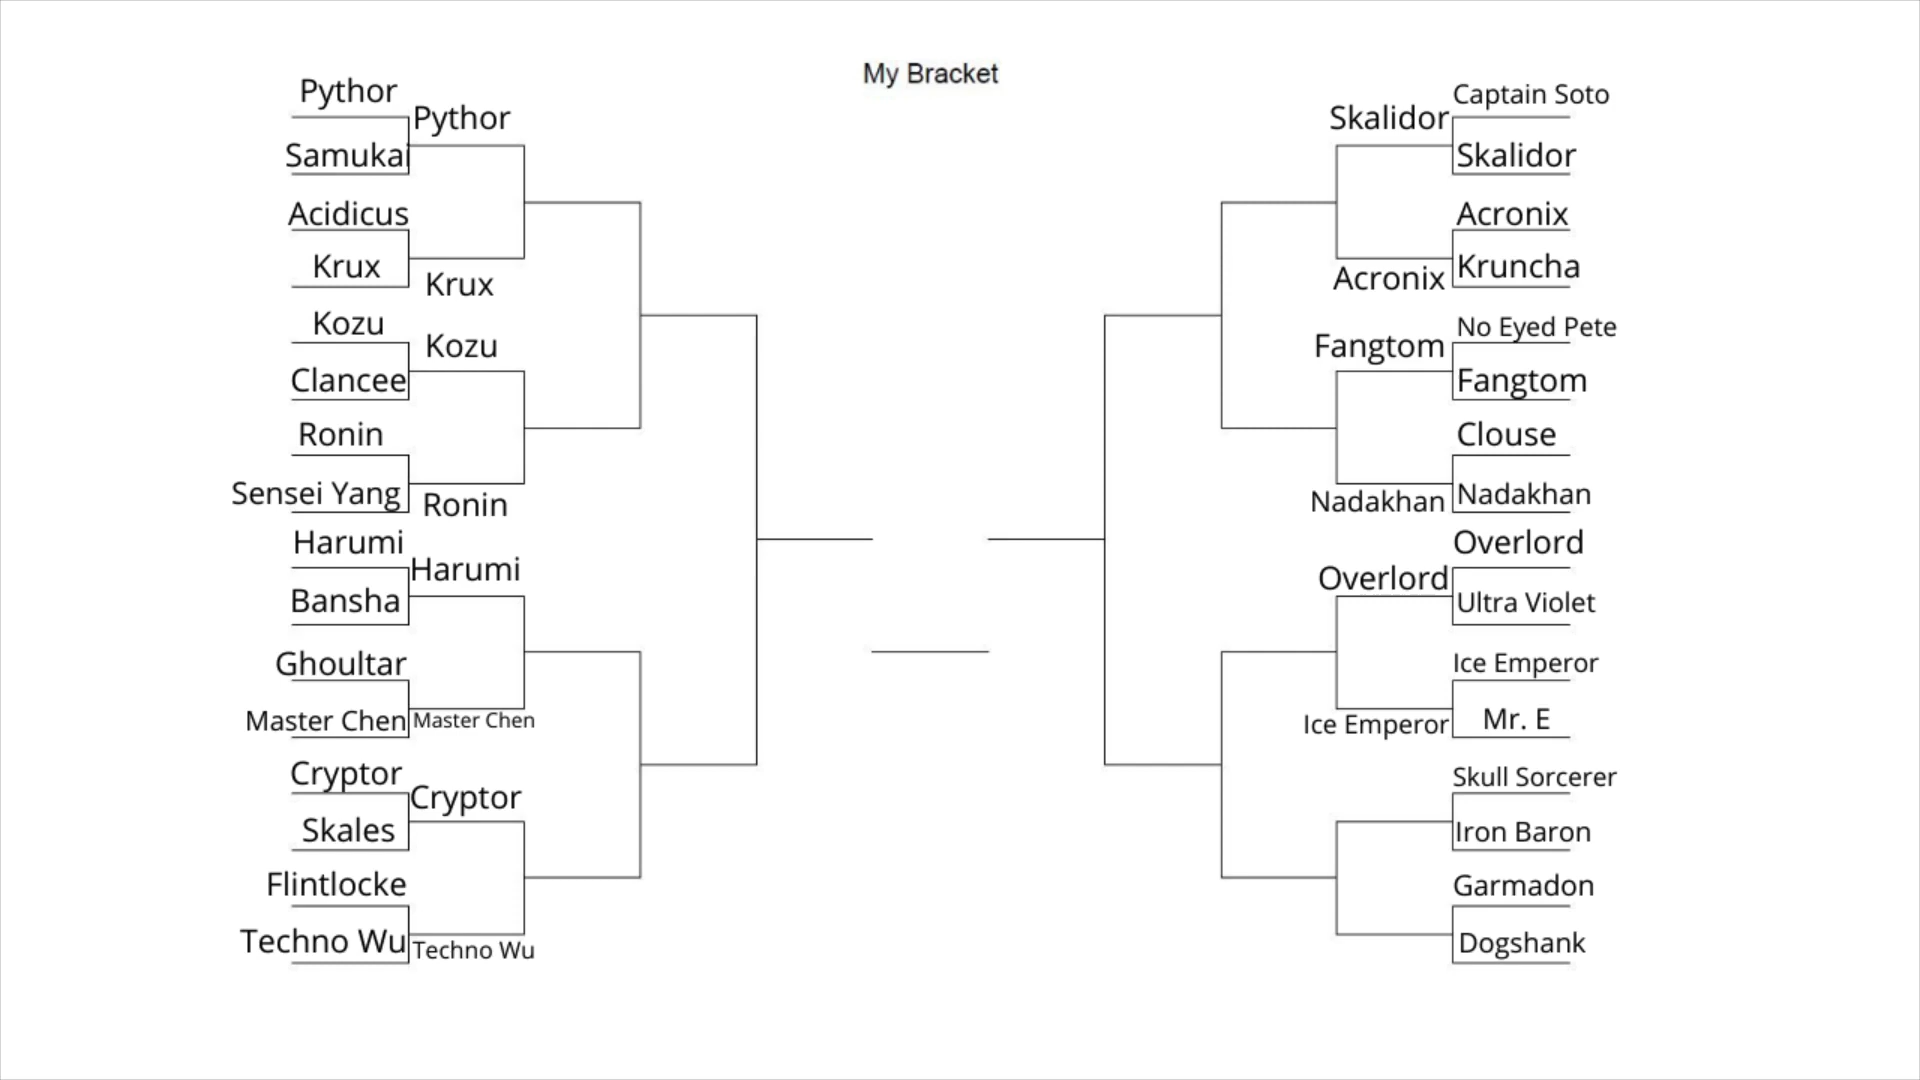 My Bracket
Pythor
Pythor
Samukai
Acidicus
Krux
Krux
Kozu
Kozu
Clancee
Ronin
Sensei Yang
Ronin
Harumi
Harumi
Bansha
Ghoultar
Master Chen
Master Chen
Cryptor
Cryptor
Skales
Flintlocke
Techno Wu
Techno Wu
Captain Soto
Skalidor
Skalidor
Acronix
Kruncha
Acronix
No Eyed Pete
Fangtom
Fangtom
Clouse
Nadakhan
Nadakhan
Overlord
Overlord
Ultra Violet
Ice Emperor
Ice Emperor
Mr. E
Skull Sorcerer
Iron Baron
Garmadon
Dogshank